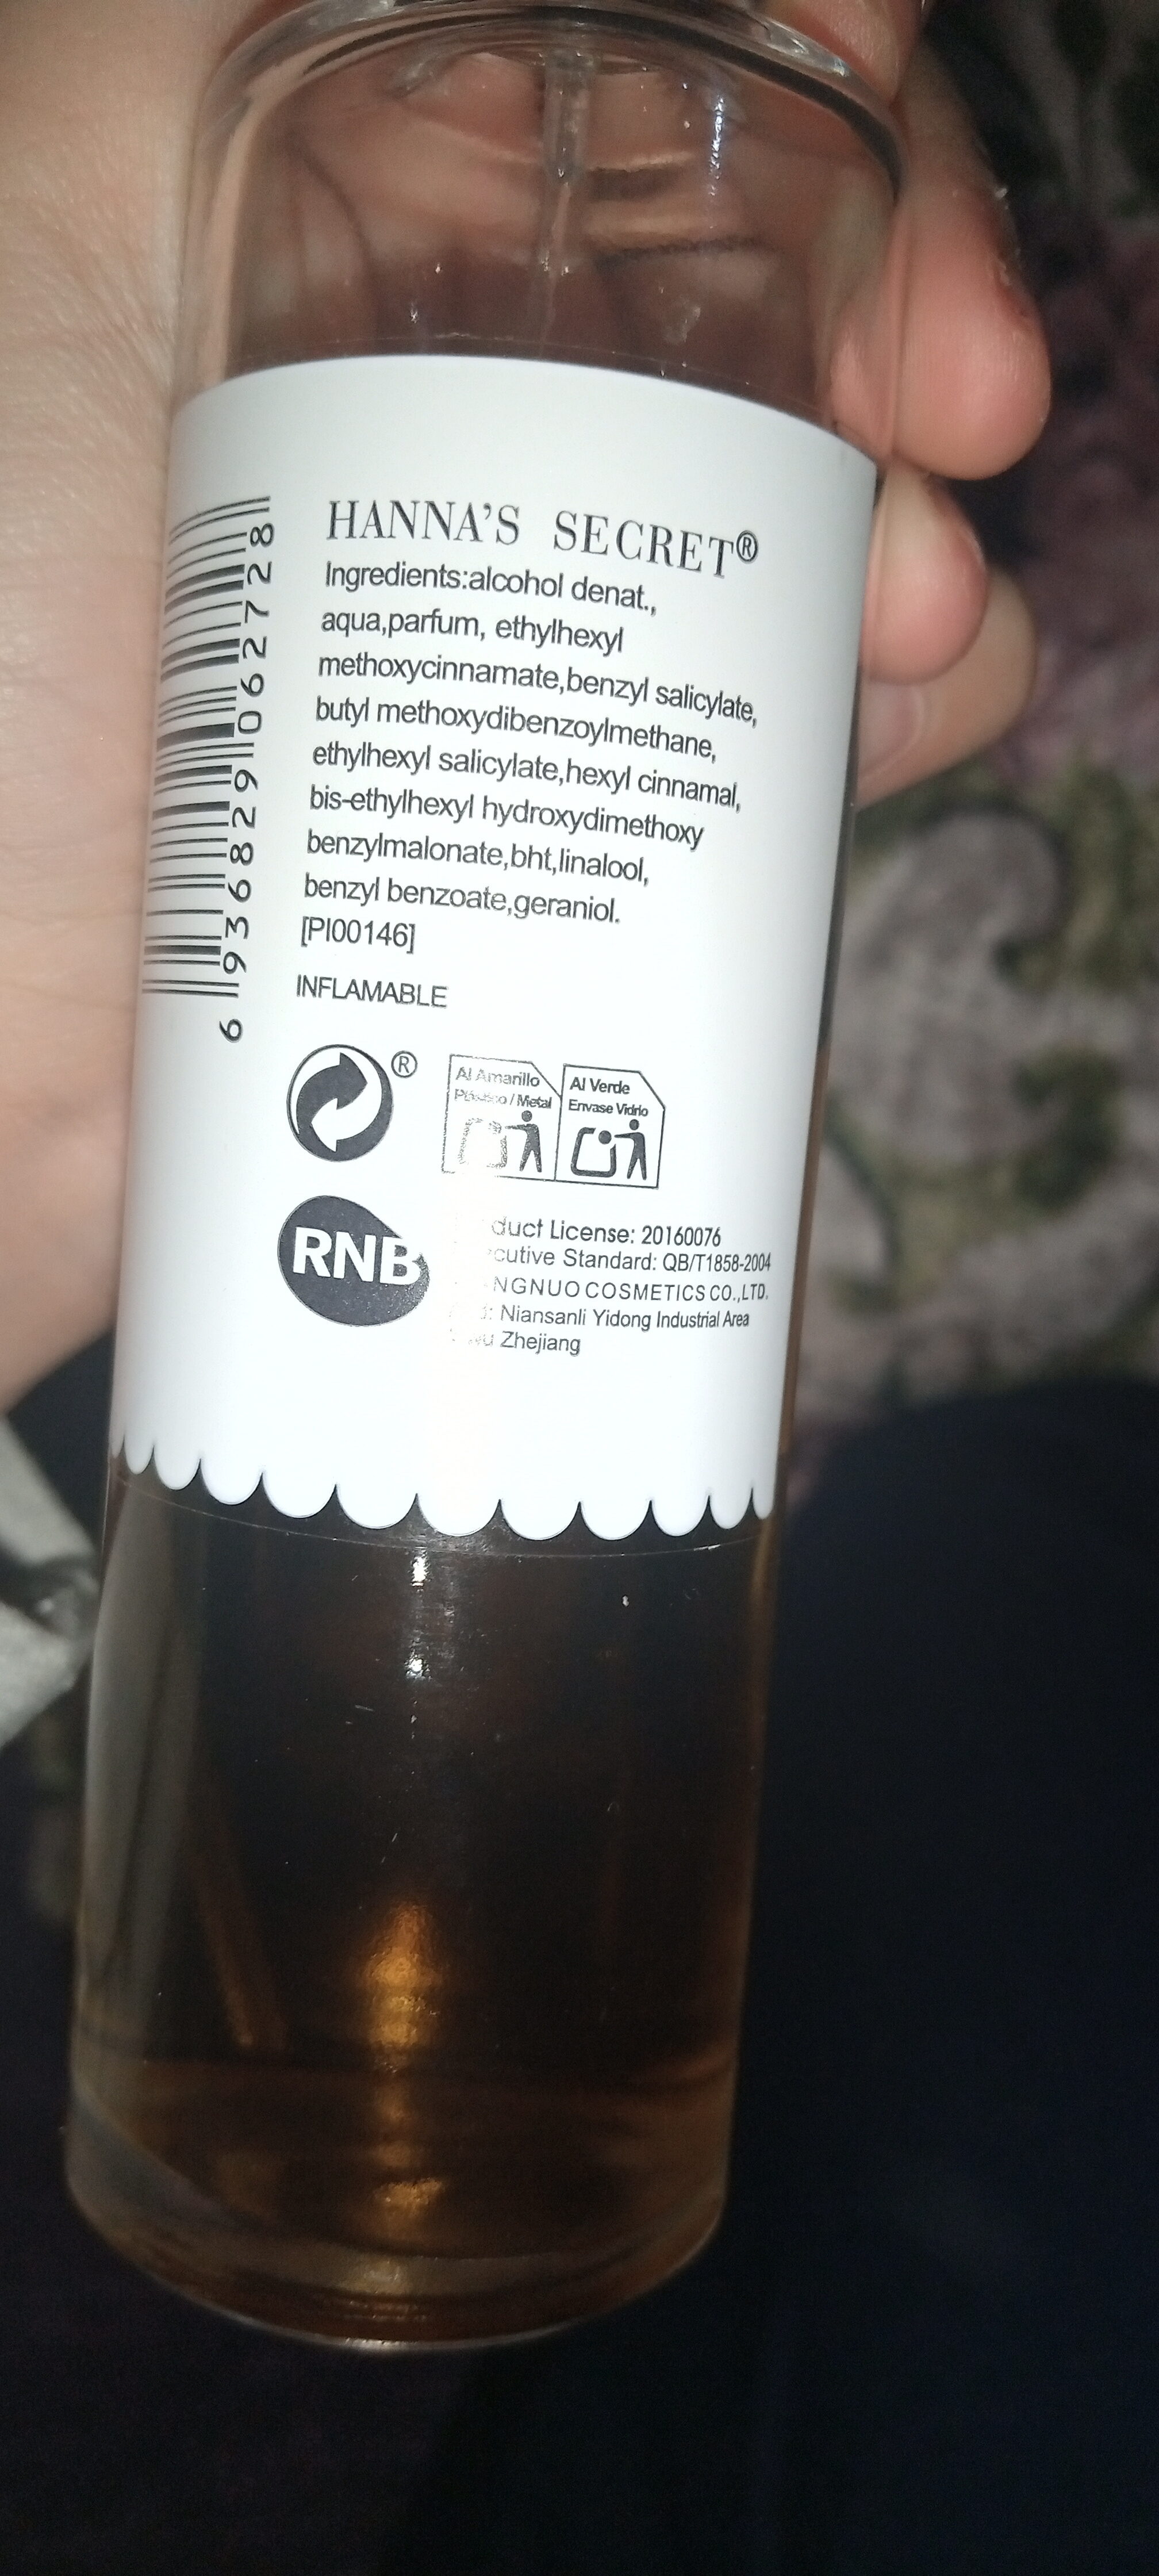 HANNA'S SECRET®
Ingredients:alcohol denat.,
aqua,parfum, ethylhexyl
methoxycinnamate,benzyl salicylate,
butyl methoxydibenzoylmethane,
ethylhexyl salicylate,hexyl cinnamal,
bis-ethylhexyl hydroxydimethoxy
benzylmalonate,bht,linalool,
benzyl benzoate,geraniol.
[PI00146]
INFLAMABLE
6 936829 062728
®
Al Amarillo
Plástico / Metal
Al Verde
Envase Vidrio
RNB
License: 20160076
Standard: QB/T1858-2004
COSMETICS CO.,LTD.
Niansanli Yidong Industrial Area
Zhejiang